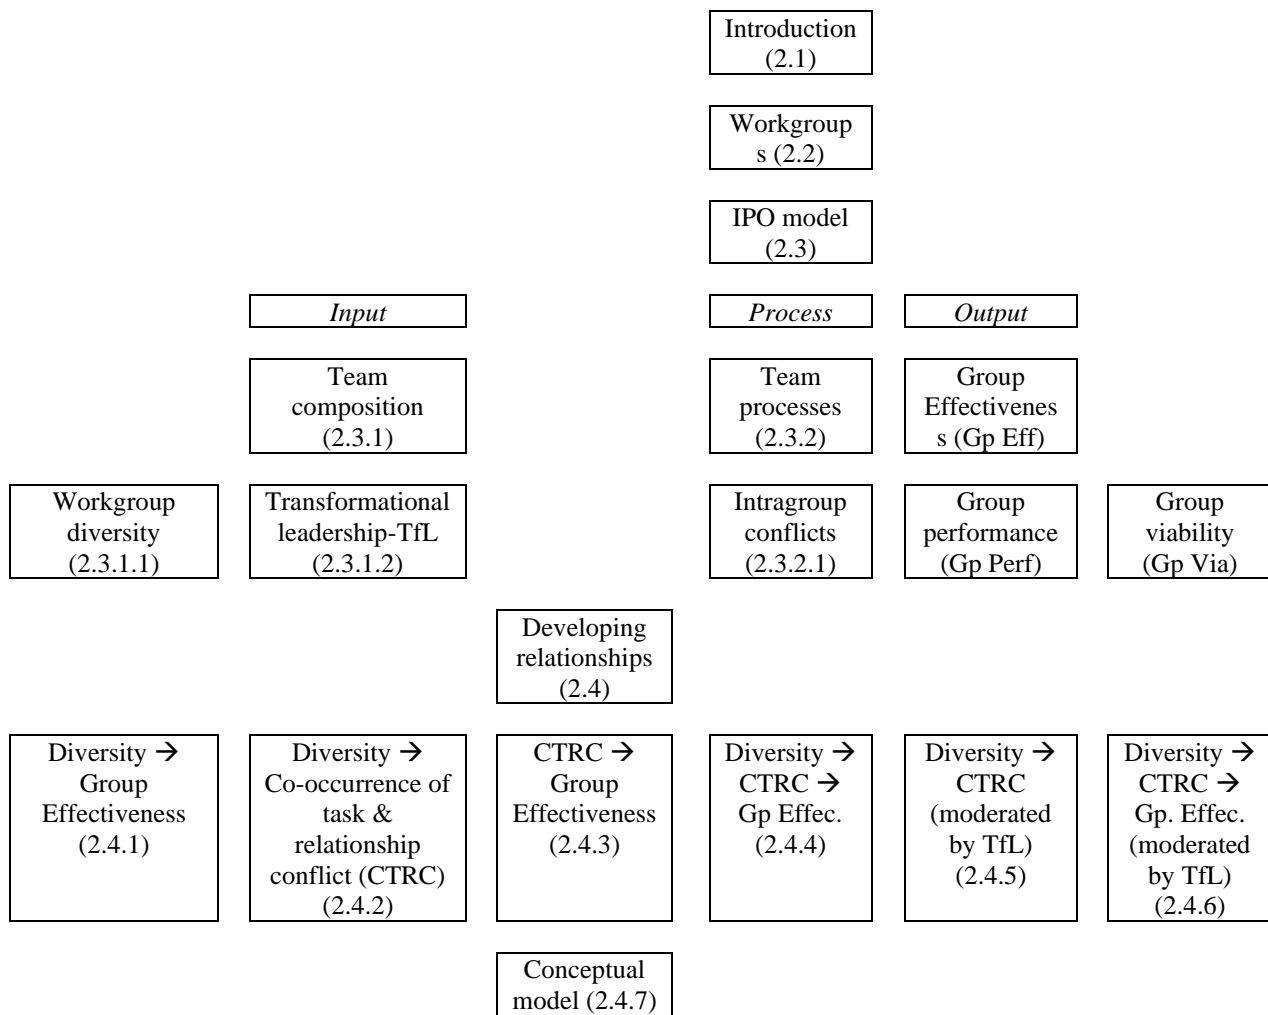 Introduction
(2.1)
Workgroup
s (2.2)
IPO model
(2.3)
Input
Process
Output
Team
composition
(2.3.1)
Team
processes
(2.3.2)
Group
Effectivenes
s (Gp Eff)
Workgroup
diversity
(2.3.1.1)
Transformational
leadership-TfL
(2.3.1.2)
Intragroup
conflicts
(2.3.2.1)
Group
performance
(Gp Perf)
Group
viability
(Gp Via)
Developing
relationships
(2.4)
Diversity →
Group
Effectiveness
(2.4.1)
Diversity →
Co-occurrence of
task &
relationship
conflict (CTRC)
(2.4.2)
CTRC →
Group
Effectiveness
(2.4.3)
Diversity →
CTRC →
Gp Effec.
(2.4.4)
Diversity →
CTRC
(moderated
by TfL)
(2.4.5)
Diversity →
CTRC →
Gp. Effec.
(moderated
by TfL)
(2.4.6)
Conceptual
model (2.4.7)